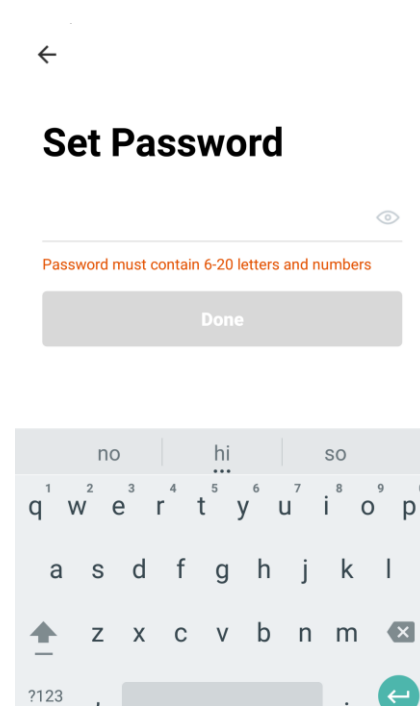 Set Password
Password must contain 6-20 letters and numbers
Done
no hi so
1 2 3 4 5 6 7 8 9
q w e r t y u i o p
a s d f g h j k l
z x c v b n m
?123